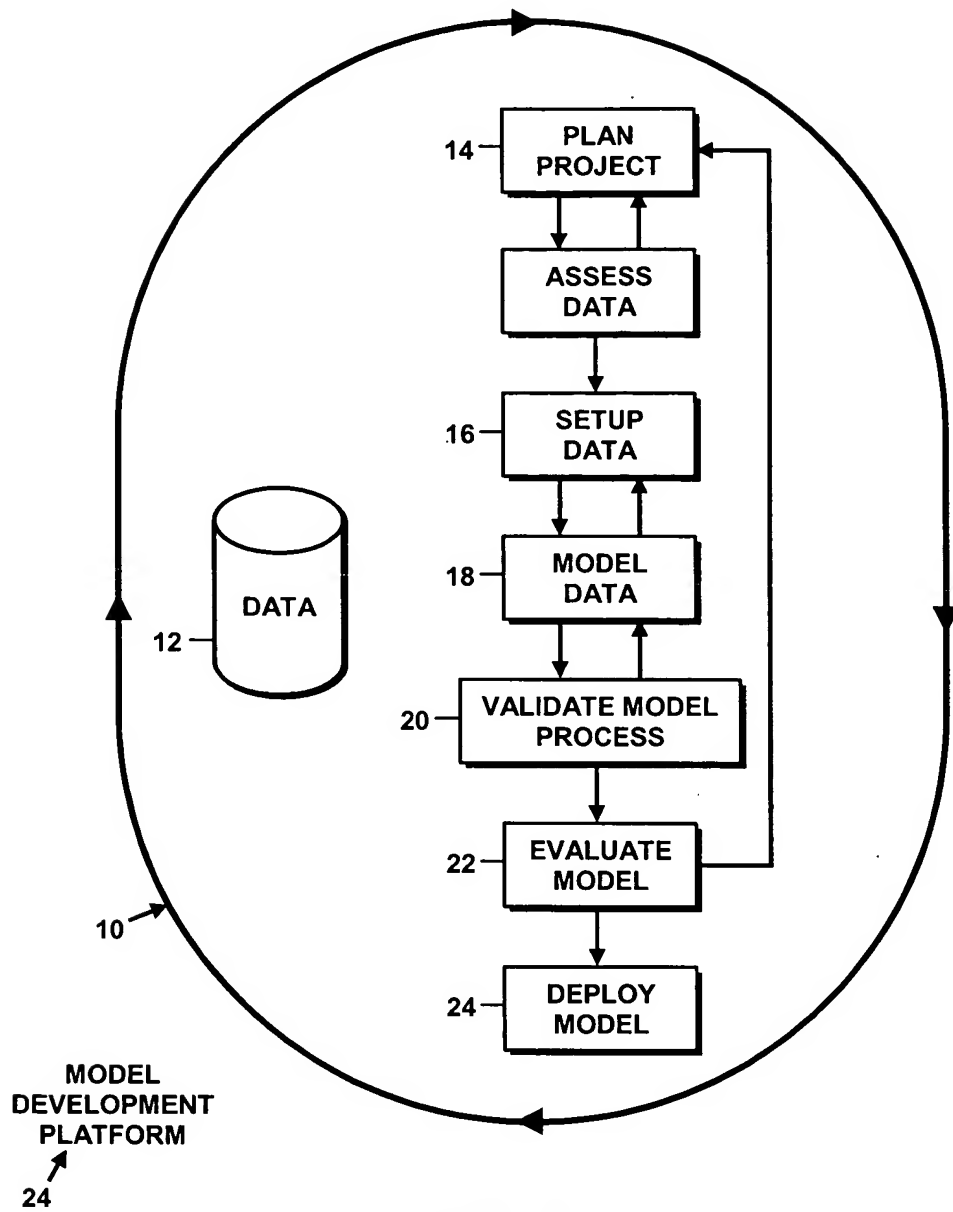 14
PLAN
PROJECT
ASSESS
DATA
16
SETUP
DATA
18
MODEL
DATA
DATA
12
20
VALIDATE MODEL
PROCESS
22
EVALUATE
MODEL
10
24
DEPLOY
MODEL
MODEL
DEVELOPMENT
PLATFORM
24